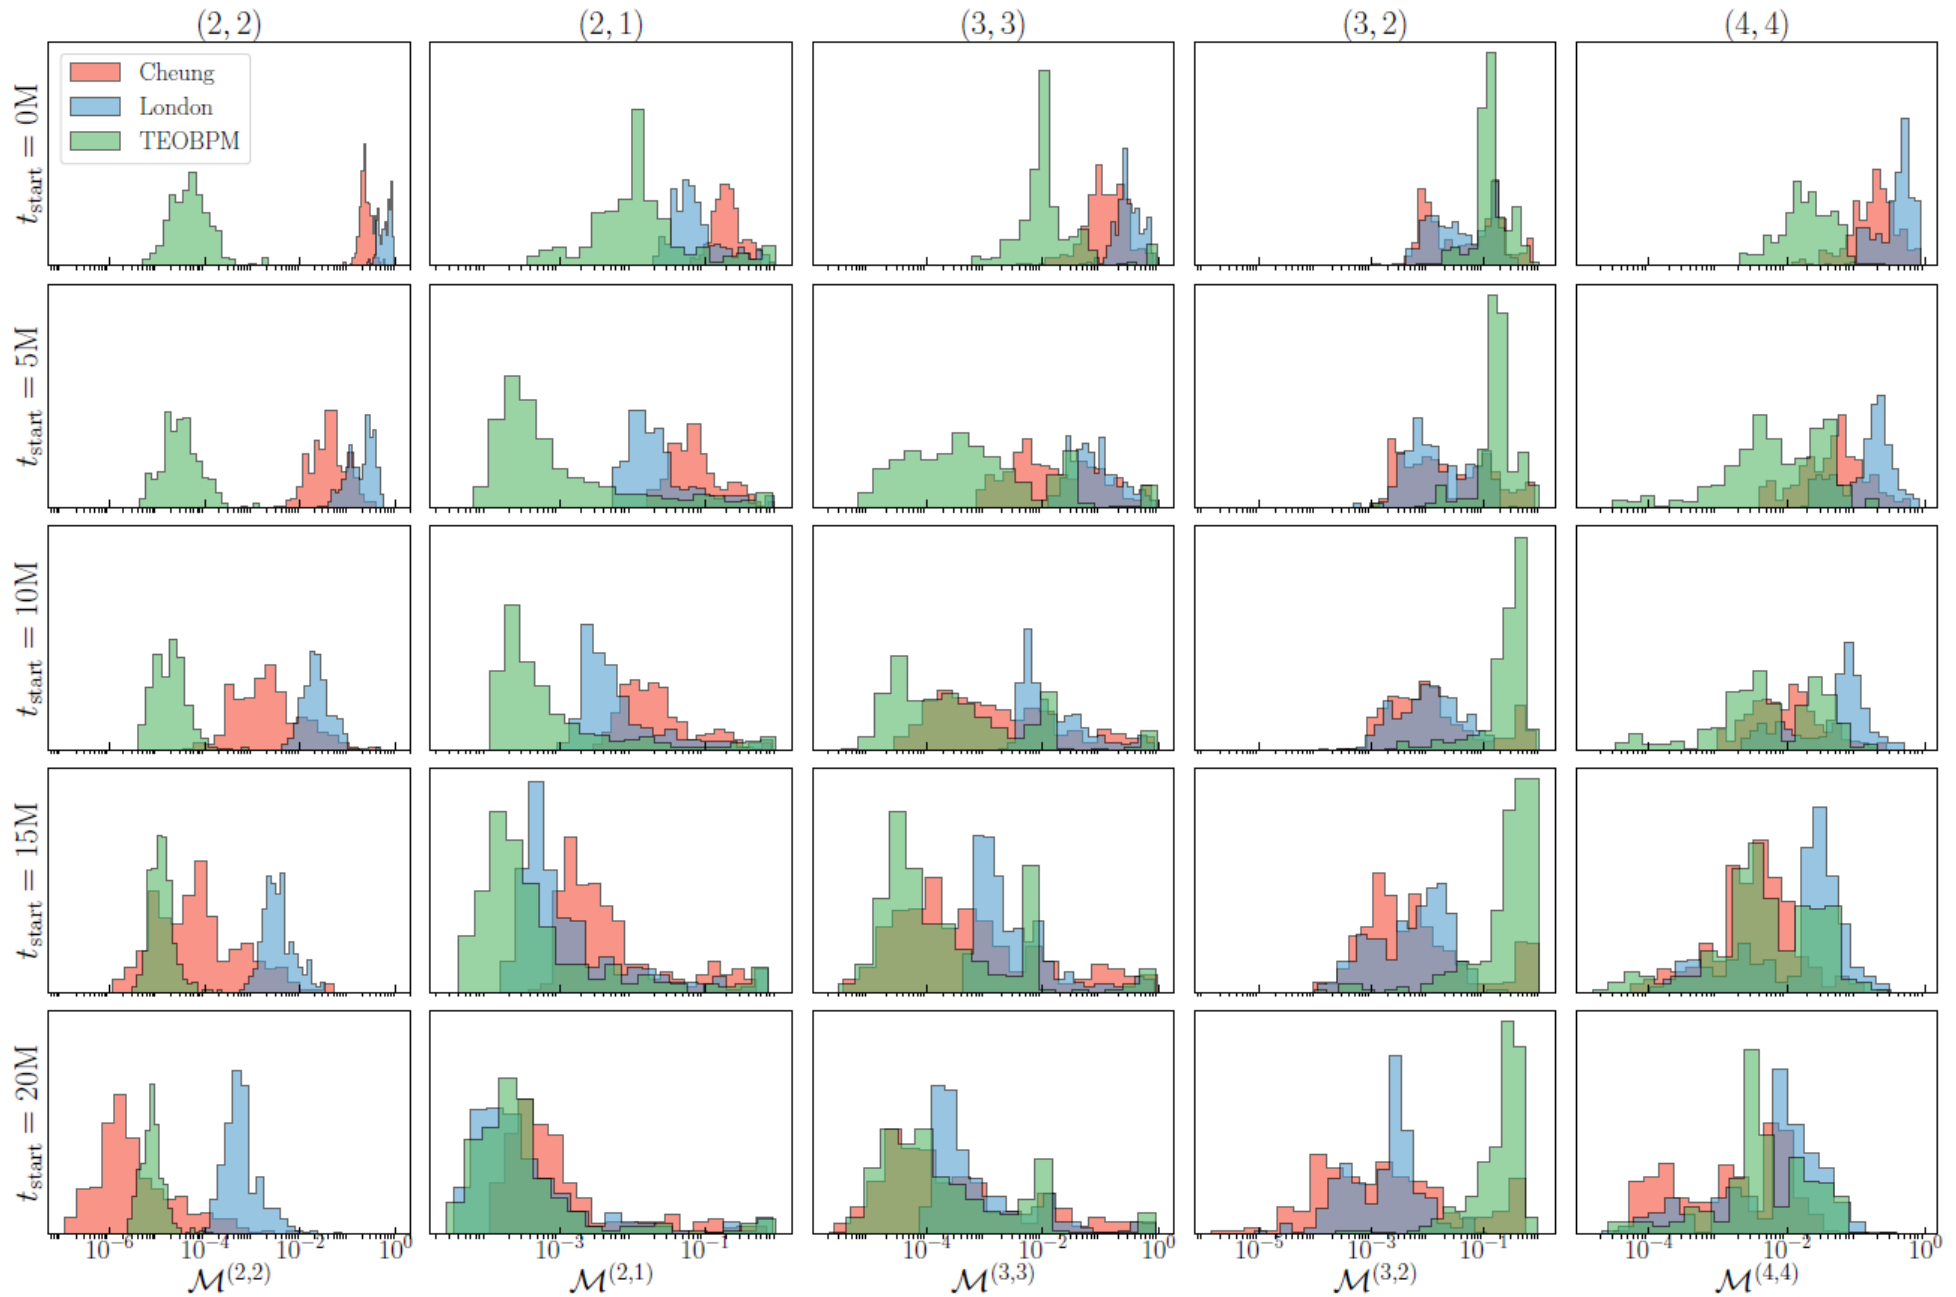 (2, 2) (2, 1) (3, 3) (3, 2) (4, 4)
Cheung
London
TEOBPM
t_start = 0M
t_start = 5M
t_start = 10M
t_start = 15M
t_start = 20M
10^−6 10^−4 10^−2 10^0 10^−3 10^−1 10^−4 10^−2 10^0 10^−5 10^−3 10^−1 10^−4 10^−2 10^0
ℳ^(2,2) ℳ^(2,1) ℳ^(3,3) ℳ^(3,2) ℳ^(4,4)